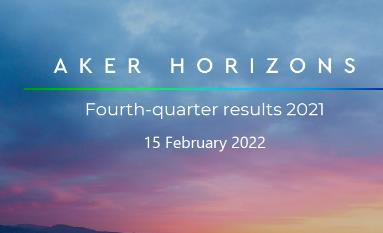 AKER HORIZONS
Fourth-quarter results 2021
15 February 2022